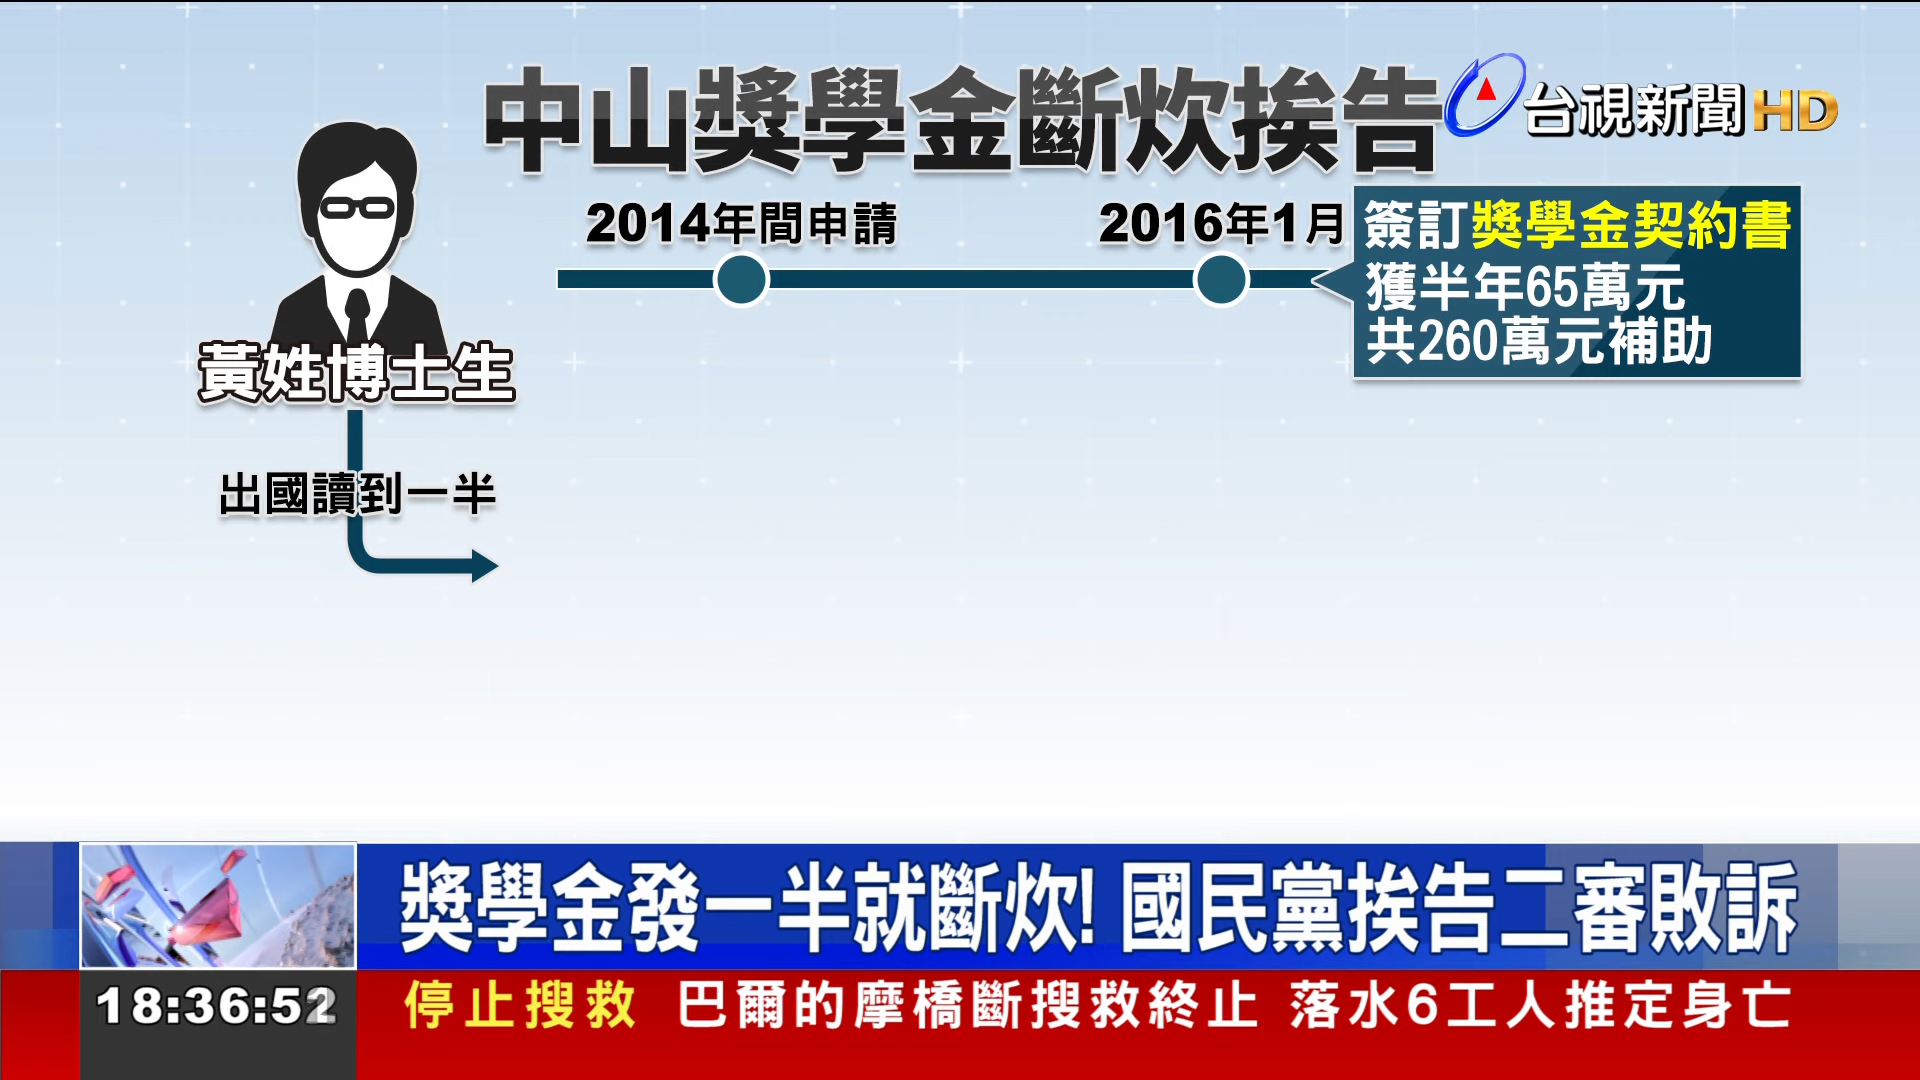 中山獎學金斷炊挨告
台視新聞HD
2014年間申請
2016年1月
簽訂獎學金契約書
獲半年65萬元
共260萬元補助
黃姓博士生
出國讀到一半
獎學金發一半就斷炊! 國民黨挨告二審敗訴
18:36:52
停止搜救 巴爾的摩橋斷搜救終止 落水6工人推定身亡